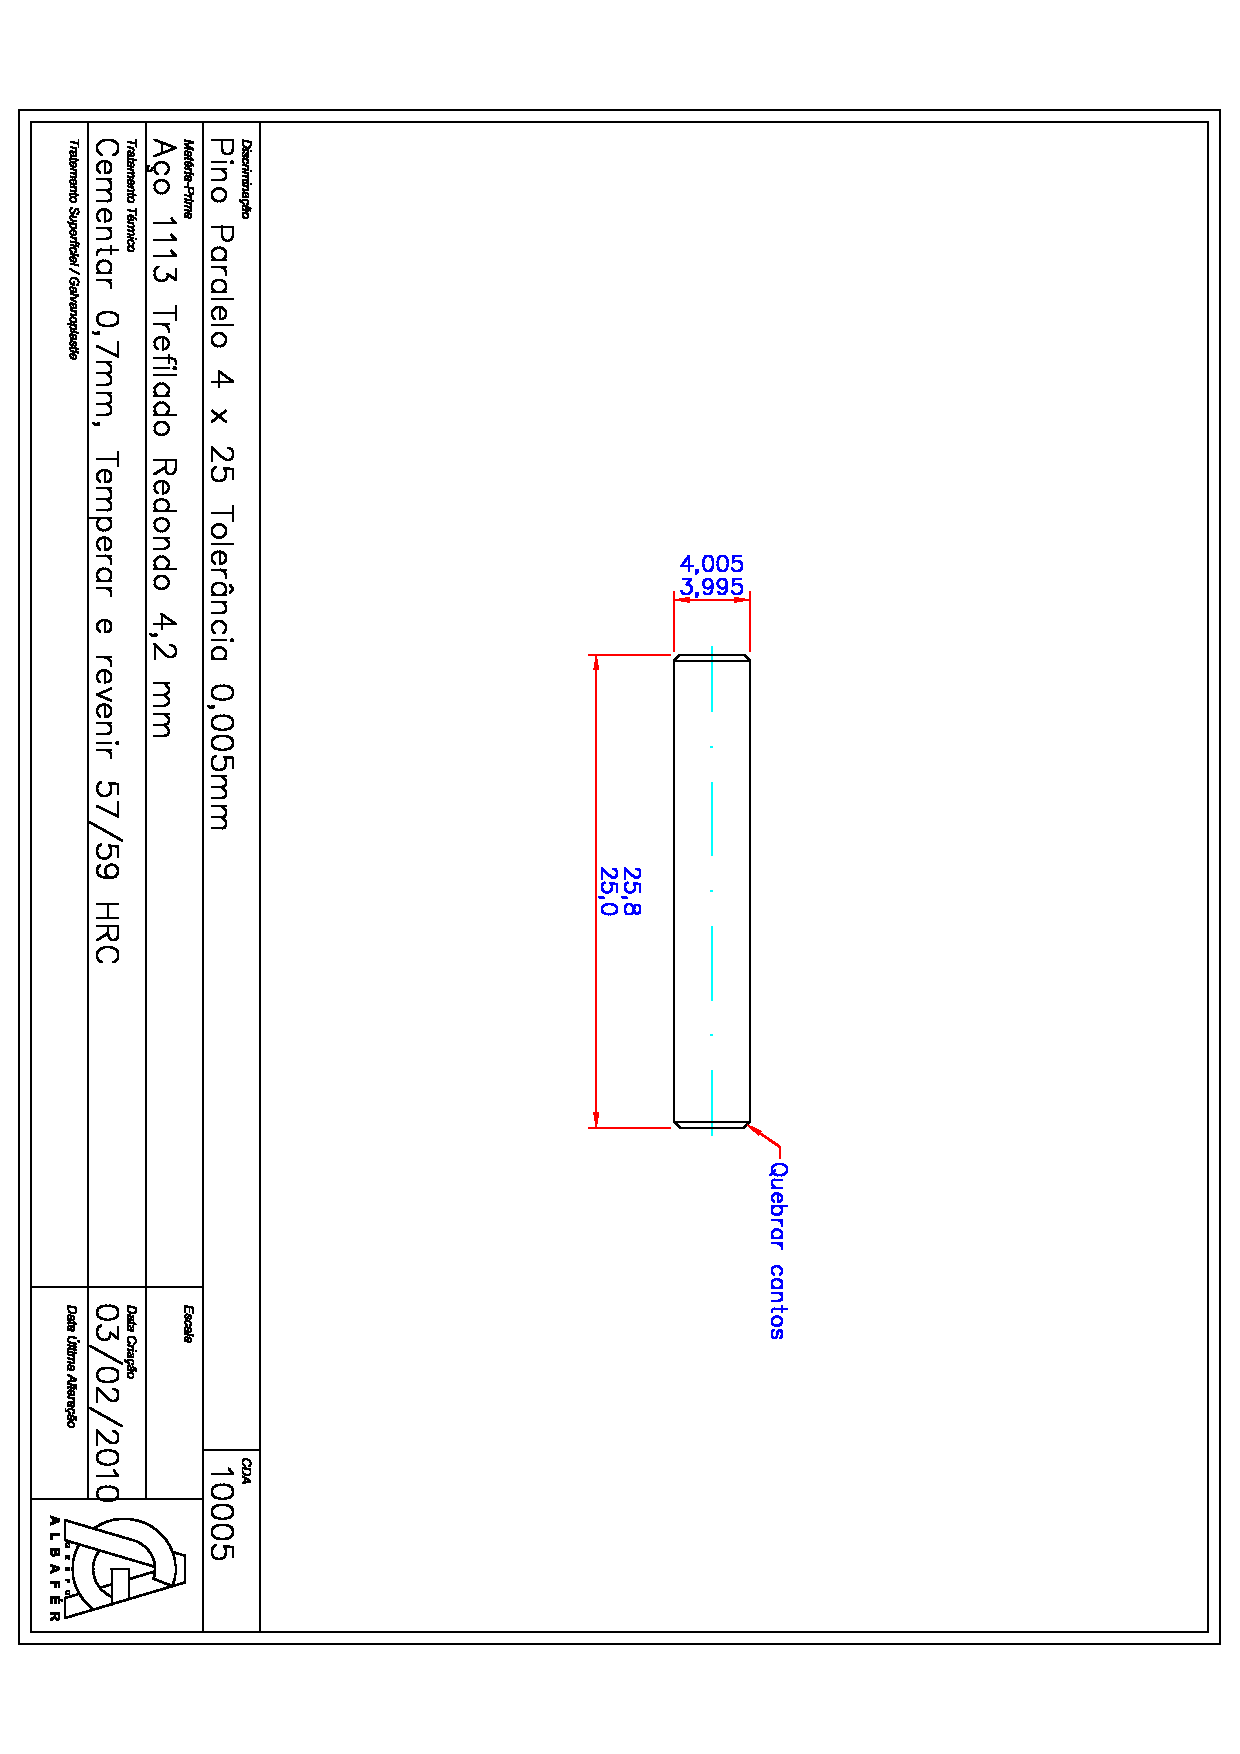 4,005
3,995
25,8
25,0
Quebrar cantos
Discriminação
Pino Paralelo 4 x 25 Tolerância 0,005mm
CDA
10005
Matéria-Prima
Aço 1113 Trefilado Redondo 4,2 mm
Escala
Tratamento Térmico
Cementar 0,7mm, Temperar e revenir 57/59 HRC
Data Criação
03/02/2010
Tratamento Superficial / Galvanoplastia
Data Última Alteração
GRUPO
ALBAFÉR